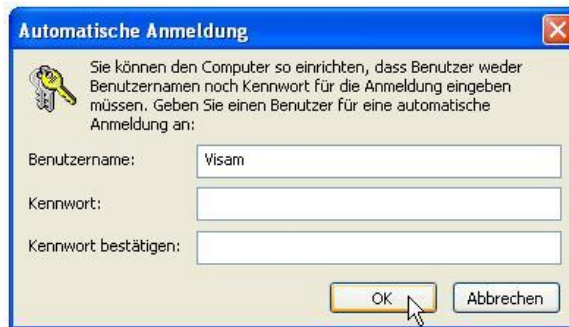 Automatische Anmeldung
Sie können den Computer so einrichten, dass Benutzer weder
Benutzernamen noch Kennwort für die Anmeldung eingeben
müssen. Geben Sie einen Benutzer für eine automatische
Anmeldung an:
Benutzername: Visam
Kennwort:
Kennwort bestätigen:
OK Abbrechen